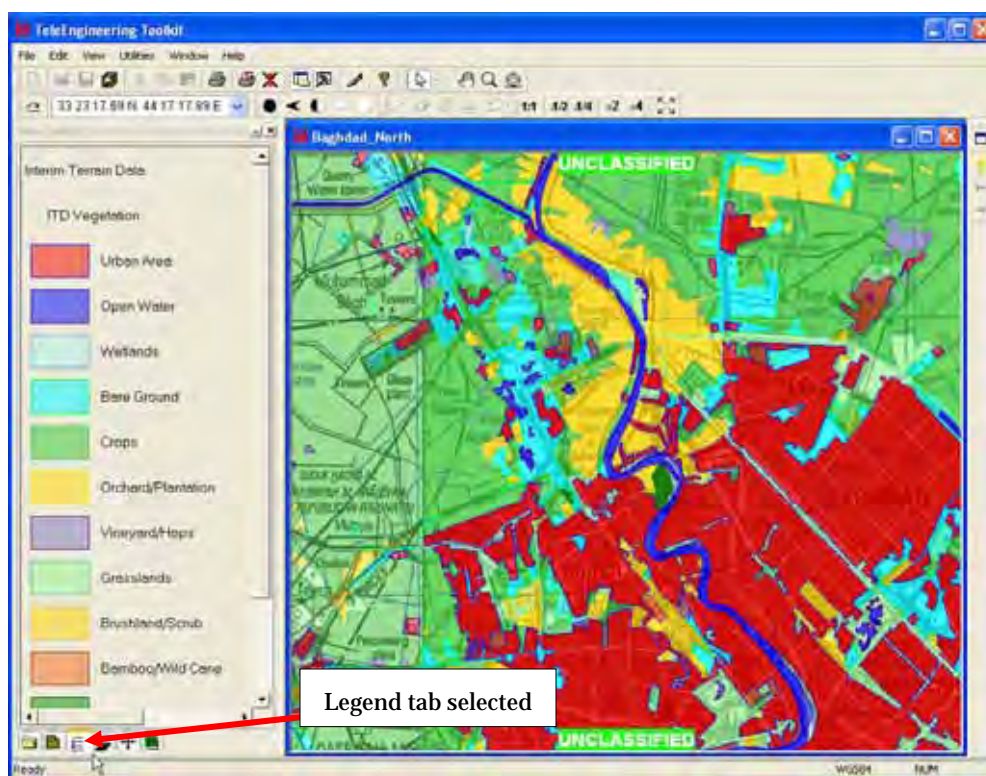 TeleEngineering Toolkit
File Edit View Utilities Window Help
33 23 17.69 N 44 17 17.89 E
1:1 1/2 1/4 x2 x4
Baghdad_North
UNCLASSIFIED
Interim Terrain Data
ITD Vegetation
Urban Area
Open Water
Wetlands
Bare Ground
Crops
Orchard/Plantation
Vineyard/Hops
Grasslands
Brushland/Scrub
Bamboo/Wild Cane
Legend tab selected
UNCLASSIFIED
Ready WGS84 NUM